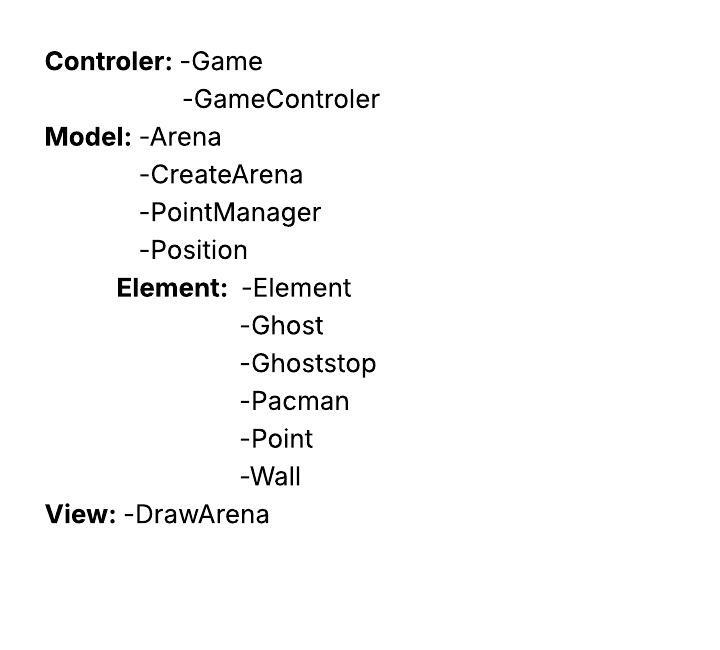 Controler: -Game
-GameControler
Model: -Arena
-CreateArena
-PointManager
-Position
Element: -Element
-Ghost
-Ghoststop
-Pacman
-Point
-Wall
View: -DrawArena